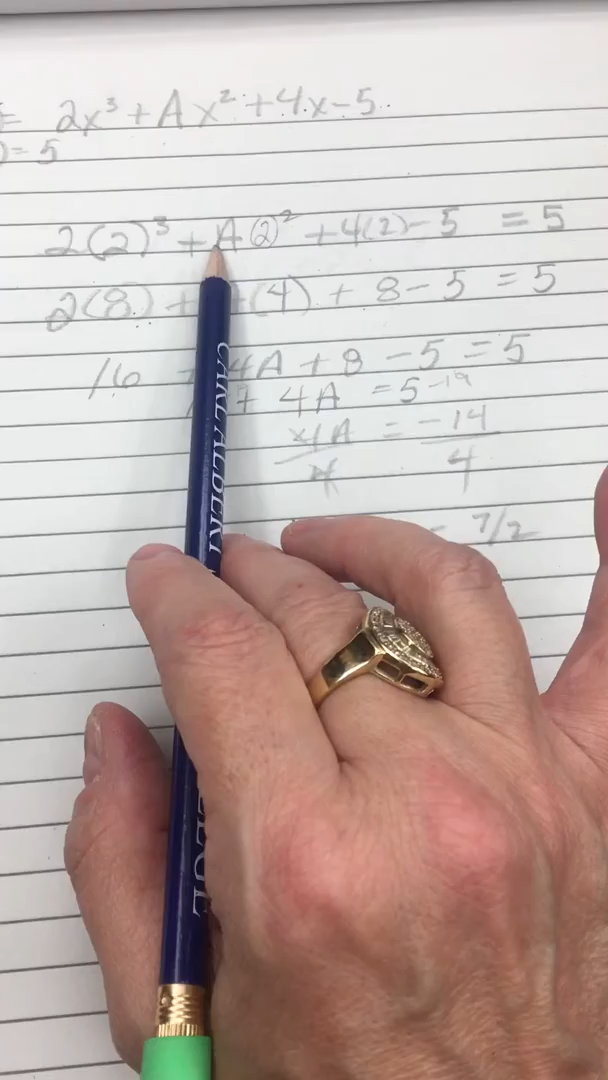 = 2x³ + Ax² + 4x - 5
) = 5
2(2)³ + A(2)² + 4(2) - 5 = 5
2(8) + (4) + 8 - 5 = 5
16 4A + 8 - 5 = 5
4A = 5 -19
4A = -14
4 4
- 7/2
CARL ALBERT